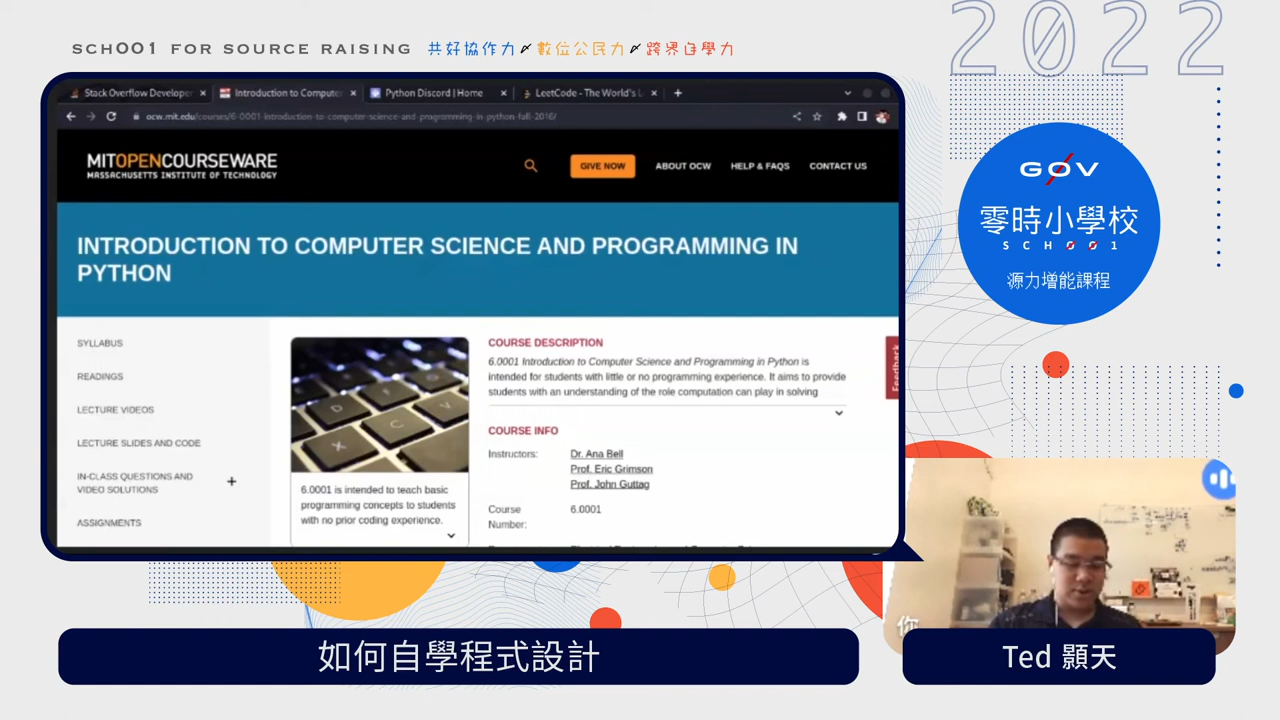 SCHOO1 FOR SOURCE RAISING 共好協作力 數位公民力 跨界自學力
2022
Stack Overflow Developer
Introduction to Compute
Python Discord | Home
LeetCode - The World's L
ocw.mit.edu/courses/6-0001-introduction-to-computer-science-and-programming-in-python-fall-2016/
MITOPENCOURSEWARE
MASSACHUSETTS INSTITUTE OF TECHNOLOGY
GIVE NOW
ABOUT OCW
HELP & FAQS
CONTACT US
INTRODUCTION TO COMPUTER SCIENCE AND PROGRAMMING IN
PYTHON
SYLLABUS
READINGS
LECTURE VIDEOS
LECTURE SLIDES AND CODE
IN-CLASS QUESTIONS AND
VIDEO SOLUTIONS
ASSIGNMENTS
6.0001 is intended to teach basic
programming concepts to students
with no prior coding experience.
COURSE DESCRIPTION
6.0001 Introduction to Computer Science and Programming in Python is
intended for students with little or no programming experience. It aims to provide
students with an understanding of the role computation can play in solving
COURSE INFO
Instructors:
Dr. Ana Bell
Prof. Eric Grimson
Prof. John Guttag
Course
Number:
6.0001
Feedback
G0V
零時小學校
SCH001
源力增能課程
你
如何自學程式設計
Ted 顥天